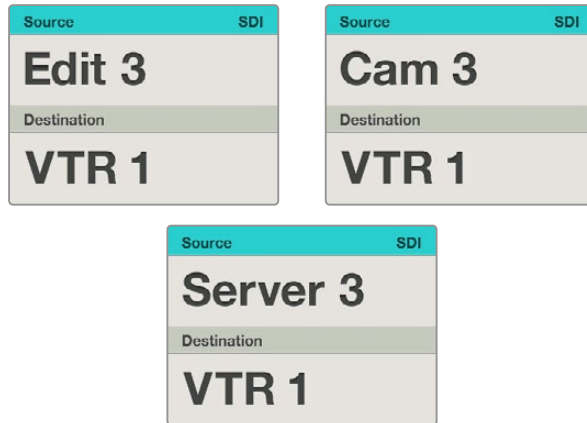 Source SDI
Edit 3
Destination
VTR 1
Source SDI
Cam 3
Destination
VTR 1
Source SDI
Server 3
Destination
VTR 1